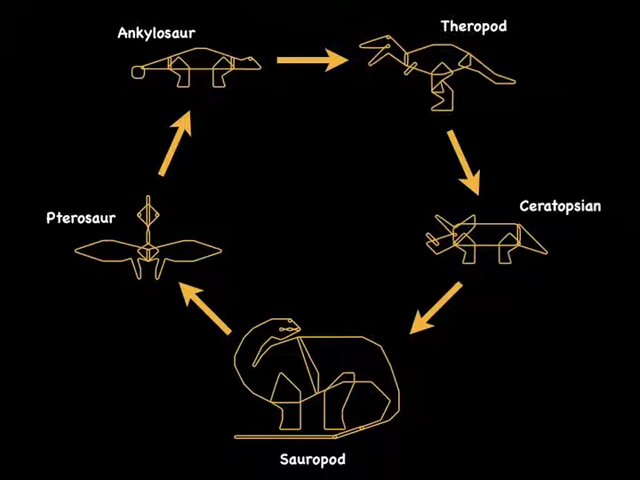 Ankylosaur
Theropod
Pterosaur
Ceratopsian
Sauropod